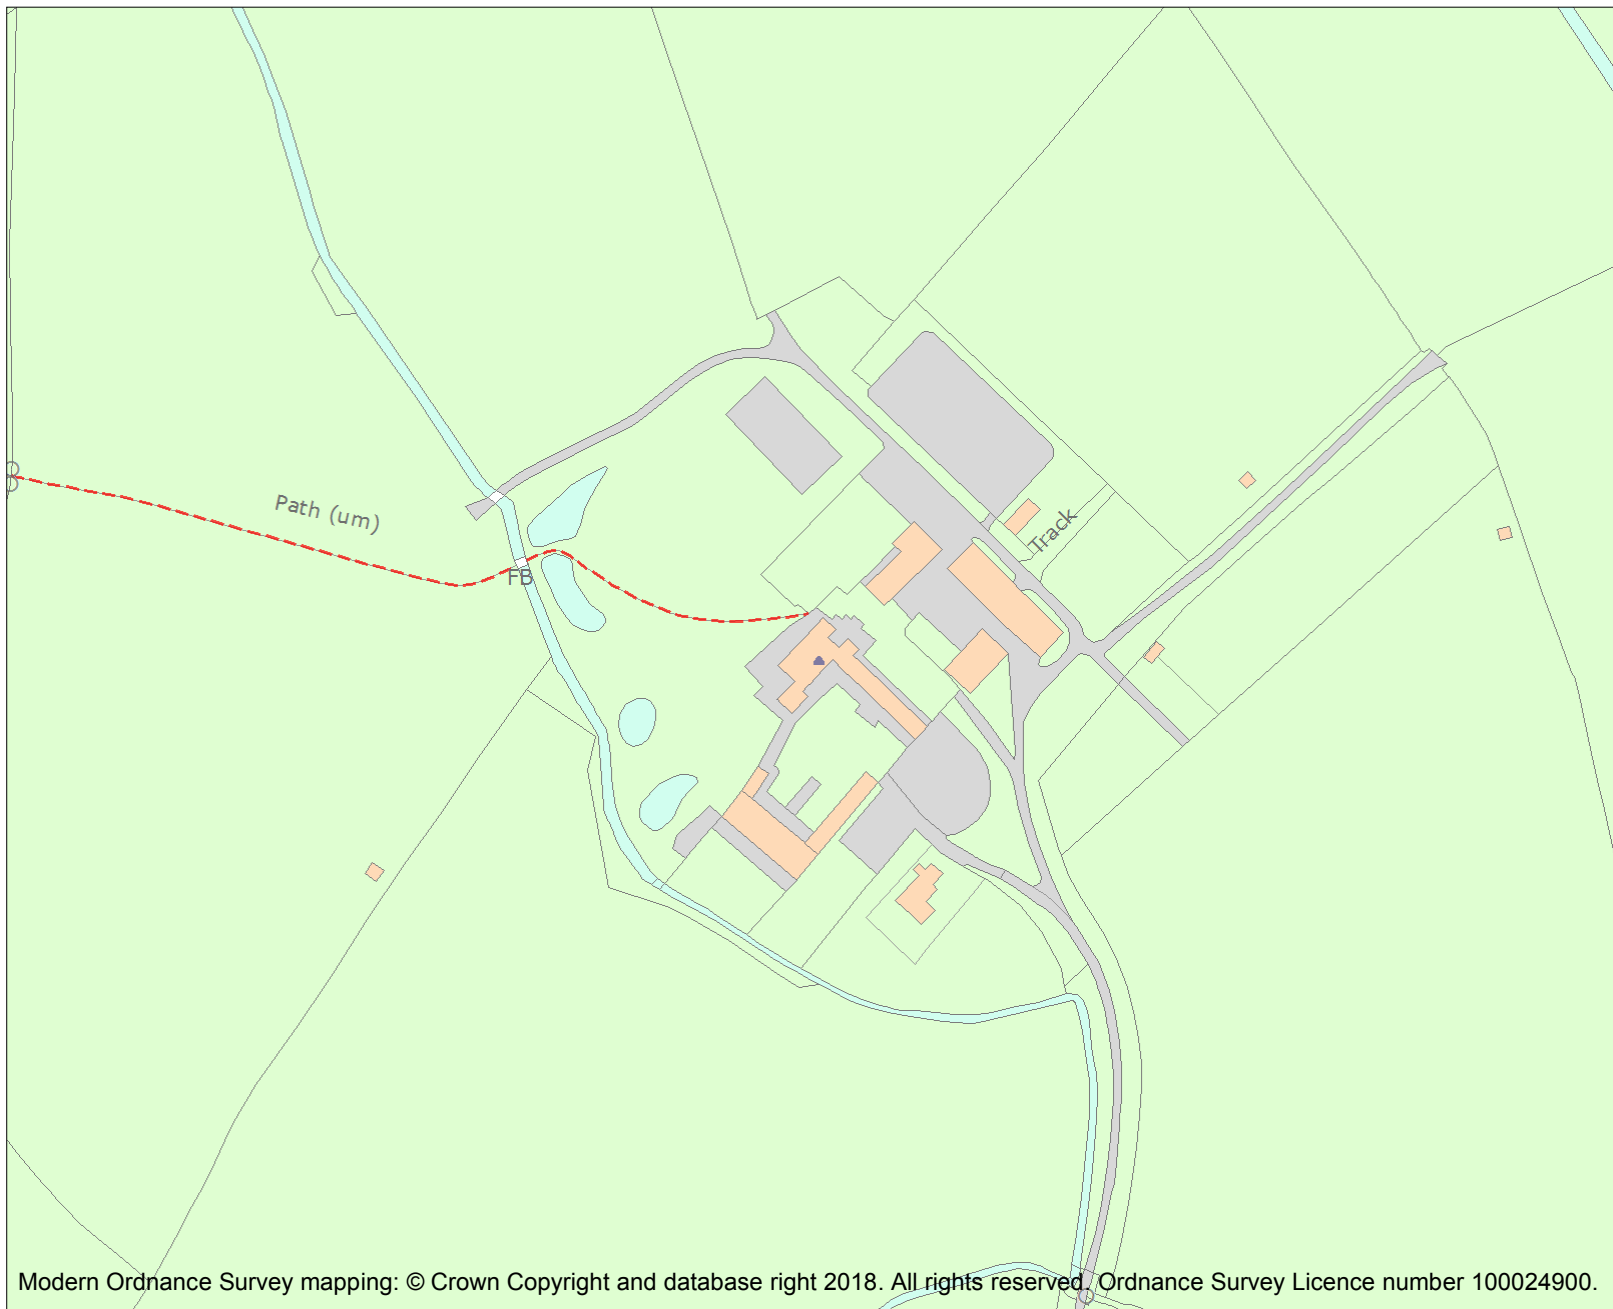 Path (um)
FB
Track
Modern Ordnance Survey mapping: © Crown Copyright and database right 2018. All rights reserved. Ordnance Survey Licence number 100024900.